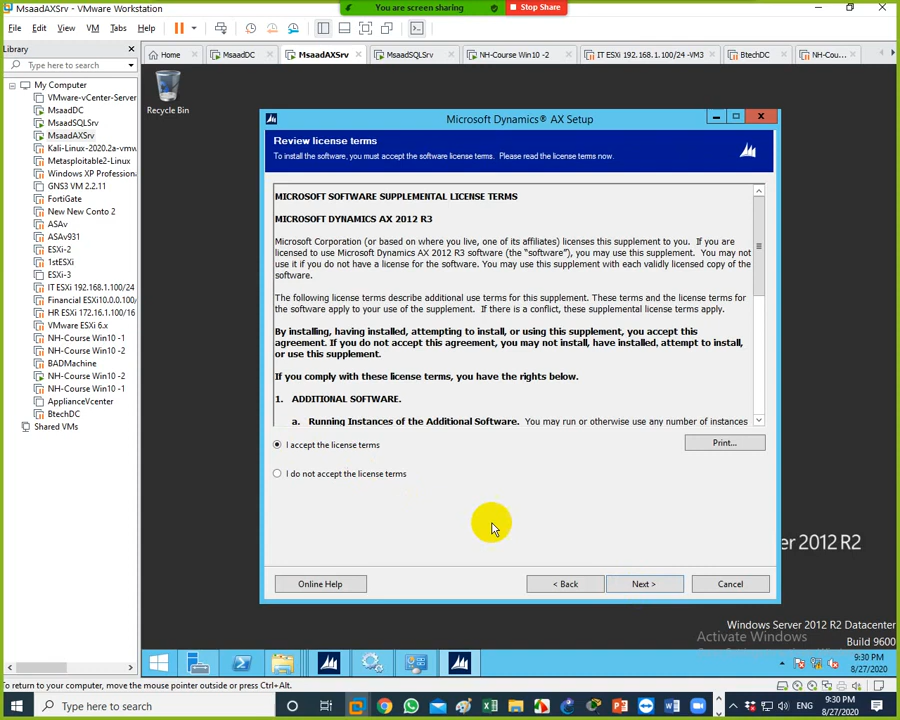 MsaadAXSrv - VMware Workstation
You are screen sharing
Stop Share
File Edit View VM Tabs Help
Library
Home
MsaadDC
MsaadAXSrv
MsaadSQLSrv
NH-Course Win10 -2
IT ESXi 192.168.1.100/24 -VM3
BtechDC
NH-Cou...
Type here to search
My Computer
VMware-vCenter-Server
MsaadDC
MsaadSQLSrv
MsaadAXSrv
Kali-Linux-2020.2a-vmw
Metasploitable2-Linux
Windows XP Profession
GNS3 VM 2.2.11
FortiGate
New New Conto 2
ASAv
ASAv931
ESXi-2
1stESXi
ESXi-3
IT ESXi 192.168.1.100/24
Financial ESXi10.0.0.100/
HR ESXi 172.16.1.100/16
VMware ESXi 6.x
NH-Course Win10 -1
NH-Course Win10 -2
BADMachine
NH-Course Win10 -2
NH-Course Win10 -1
ApplianceVcenter
BtechDC
Shared VMs
Recycle Bin
Microsoft Dynamics® AX Setup
Review license terms
To install the software, you must accept the software license terms. Please read the license terms now.
MICROSOFT SOFTWARE SUPPLEMENTAL LICENSE TERMS
MICROSOFT DYNAMICS AX 2012 R3
Microsoft Corporation (or based on where you live, one of its affiliates) licenses this supplement to you. If you are
licensed to use Microsoft Dynamics AX 2012 R3 software (the “software”), you may use this supplement. You may not
use it if you do not have a license for the software. You may use this supplement with each validly licensed copy of the
software.
The following license terms describe additional use terms for this supplement. These terms and the license terms for
the software apply to your use of the supplement. If there is a conflict, these supplemental license terms apply.
By installing, having installed, attempting to install, or using this supplement, you accept this
agreement. If you do not accept this agreement, you may not install, have installed, attempt to install,
or use this supplement.
If you comply with these license terms, you have the rights below.
1. ADDITIONAL SOFTWARE.
a. Running Instances of the Additional Software. You may run or otherwise use any number of instances
I accept the license terms
Print...
I do not accept the license terms
Online Help
< Back
Next >
Cancel
er 2012 R2
Windows Server 2012 R2 Datacenter
Activate Windows
Build 9600
9:30 PM
8/27/2020
To return to your computer, move the mouse pointer outside or press Ctrl+Alt.
Type here to search
ENG
9:30 PM
8/27/2020